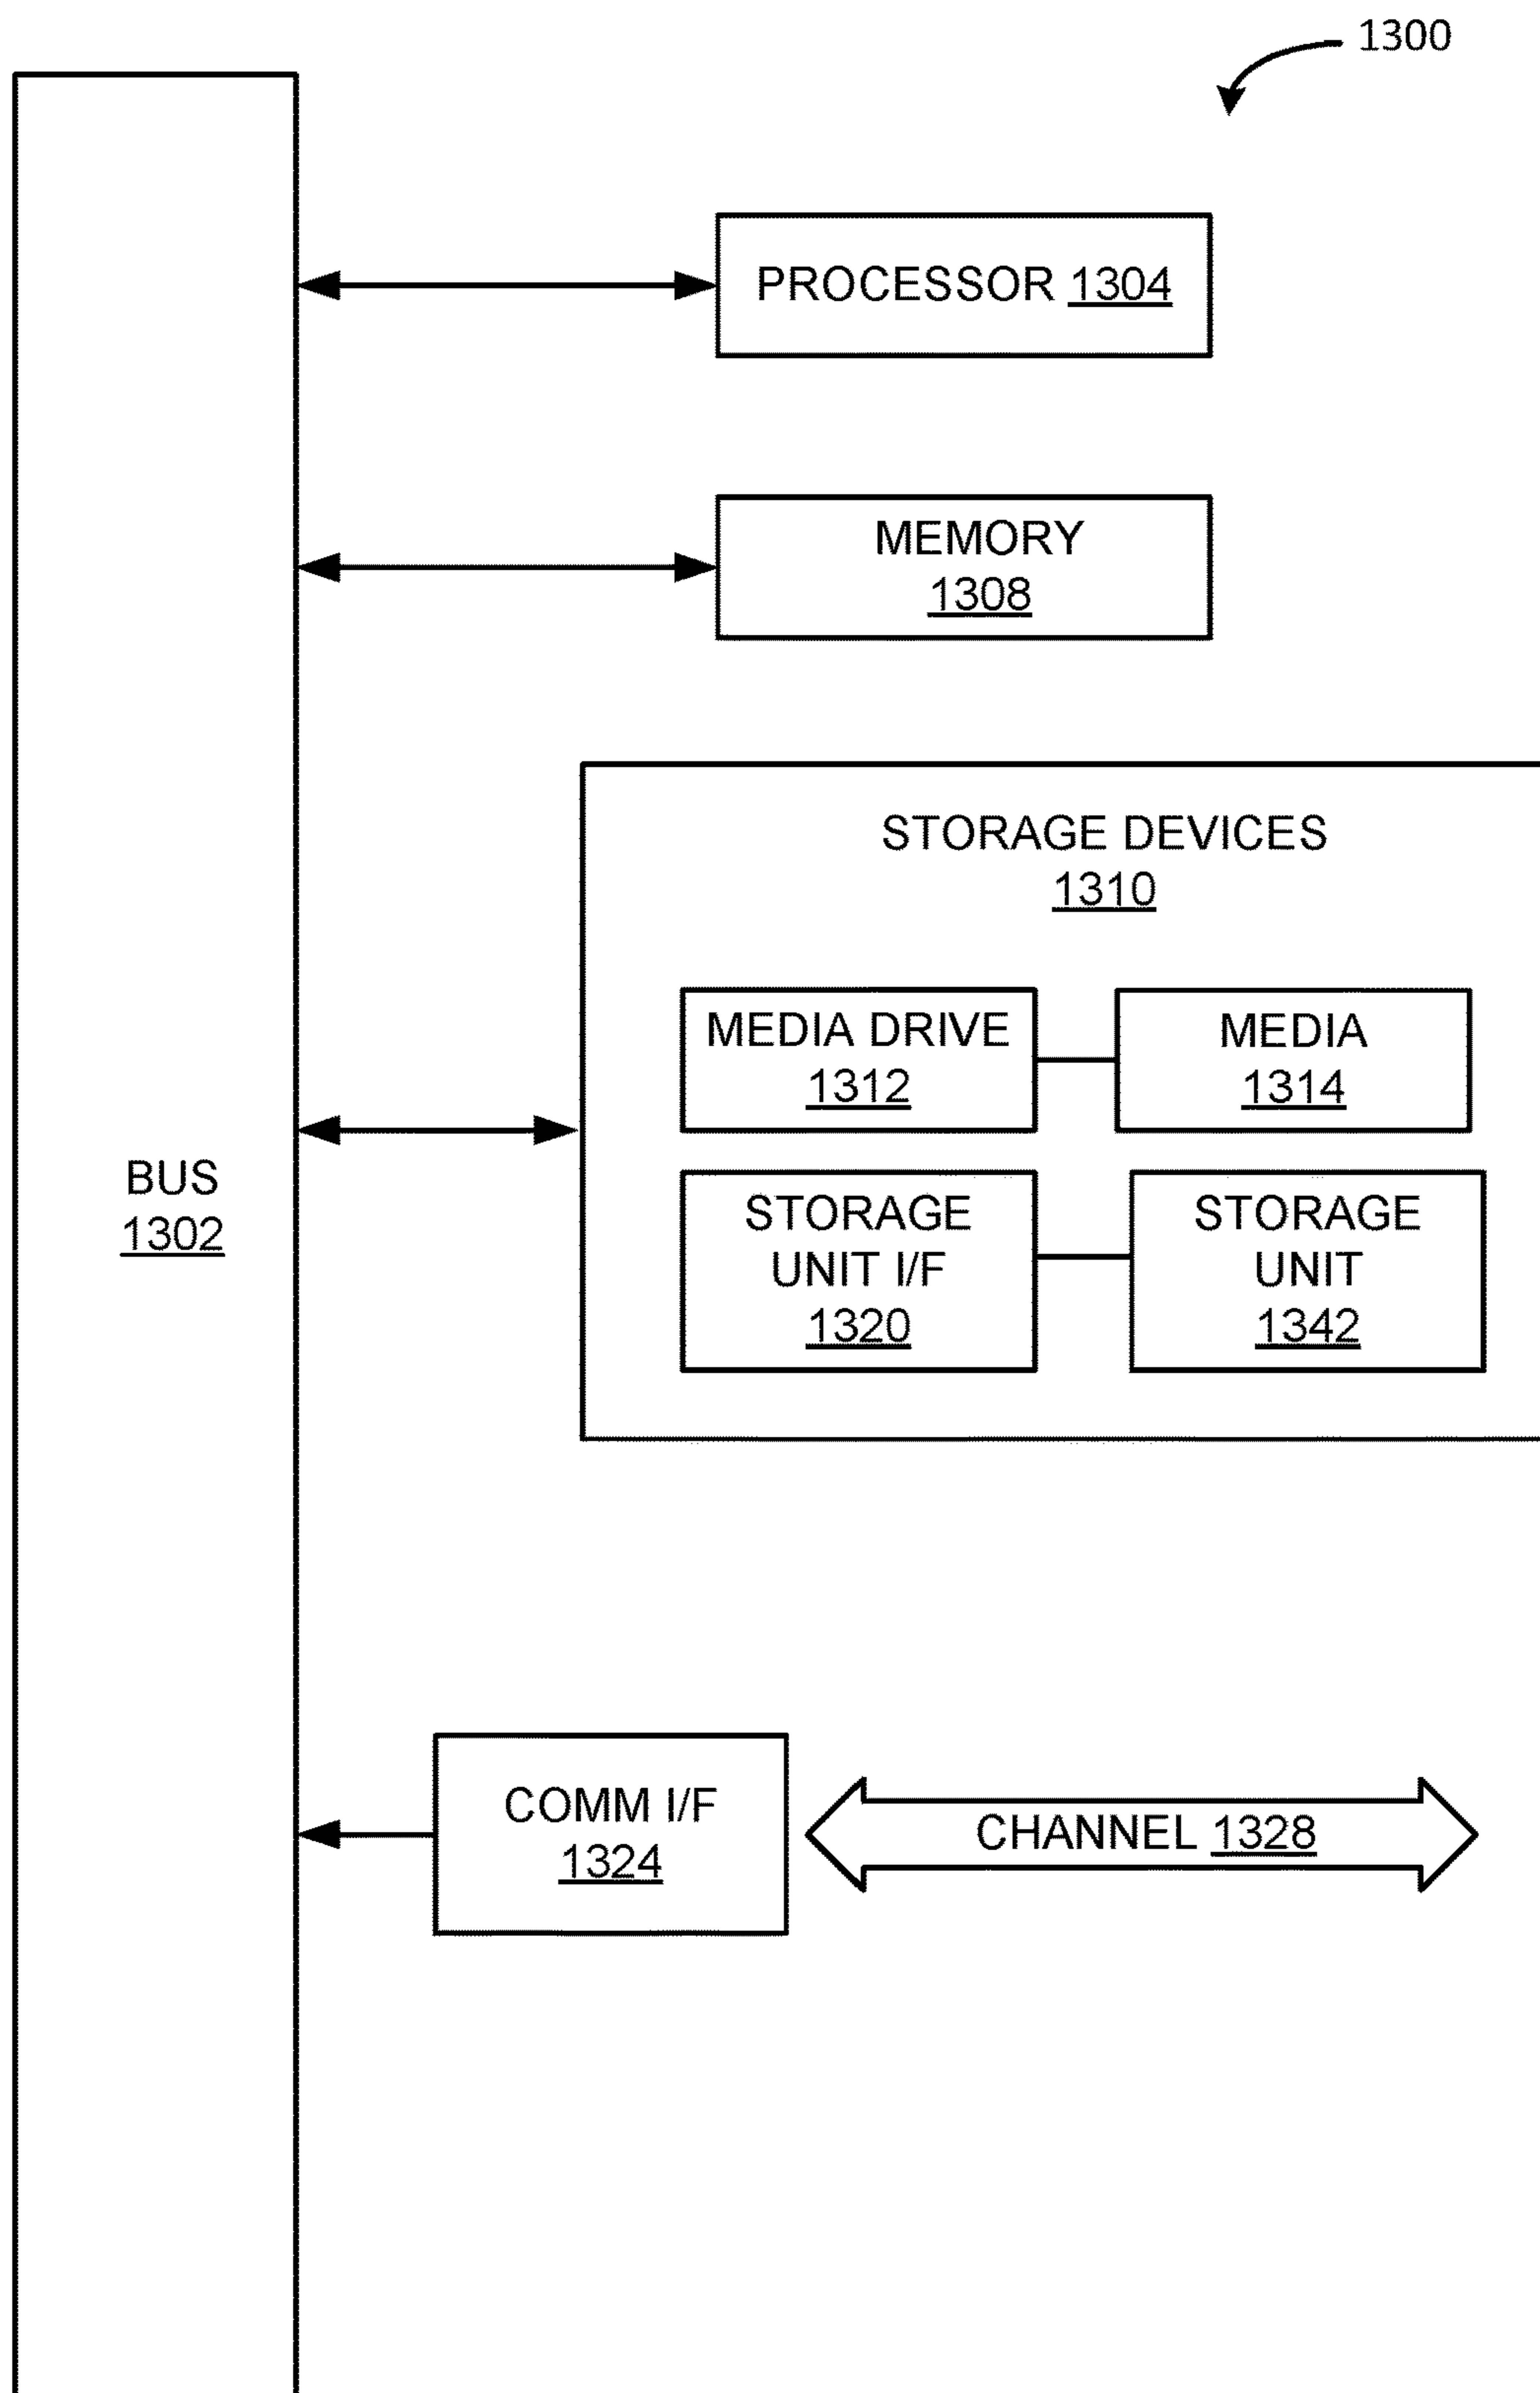 1300
PROCESSOR 1304
MEMORY
1308
STORAGE DEVICES
1310
MEDIA DRIVE
1312
MEDIA
1314
BUS
1302
STORAGE
UNIT I/F
1320
STORAGE
UNIT
1342
COMM I/F
1324
CHANNEL 1328